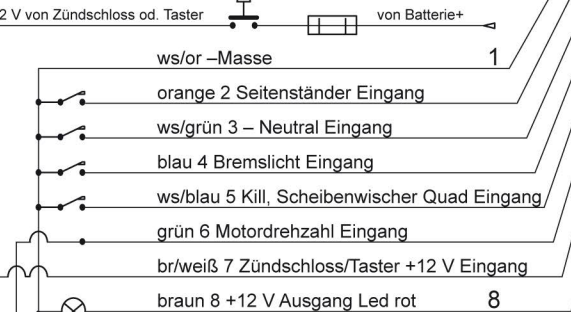 2 V von Zündschloss od. Taster von Batterie+
ws/or –Masse 1
orange 2 Seitenständer Eingang
ws/grün 3 – Neutral Eingang
blau 4 Bremslicht Eingang
ws/blau 5 Kill, Scheibenwischer Quad Eingang
grün 6 Motordrehzahl Eingang
br/weiß 7 Zündschloss/Taster +12 V Eingang
braun 8 +12 V Ausgang Led rot 8